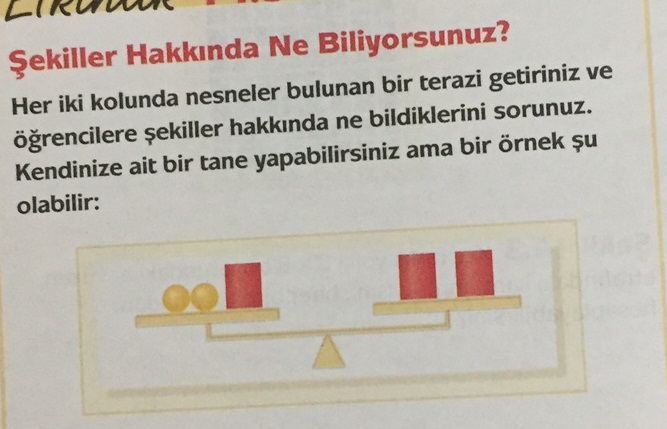 Şekiller Hakkında Ne Biliyorsunuz?
Her iki kolunda nesneler bulunan bir terazi getiriniz ve
öğrencilere şekiller hakkında ne bildiklerini sorunuz.
Kendinize ait bir tane yapabilirsiniz ama bir örnek şu
olabilir: